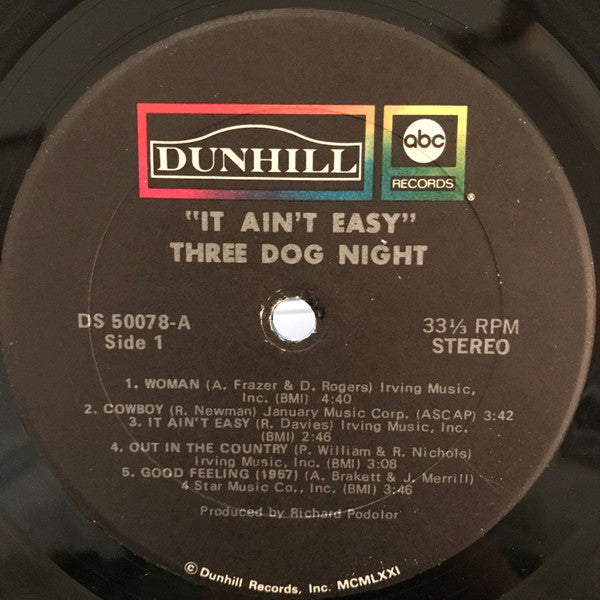 DUNHILL
abc
RECORDS
®
"IT AIN'T EASY"
THREE DOG NIGHT
DS 50078-A
Side 1
33⅓ RPM
STEREO
1. WOMAN (A. Frazer & D. Rogers) Irving Music,
Inc. (BMI) 4:40
2. COWBOY (R. Newman) January Music Corp. (ASCAP) 3:42
3. IT AIN'T EASY (R. Davies) Irving Music, Inc.
(BMI) 2:46
4. OUT IN THE COUNTRY (P. William & R. Nichols)
Irving Music, Inc. (BMI) 3:08
5. GOOD FEELING (1957) (A. Brakett & J. Merrill)
4 Star Music Co., Inc. (BMI) 3:46
Produced by Richard Podolor
© Dunhill Records, Inc. MCMLXXI